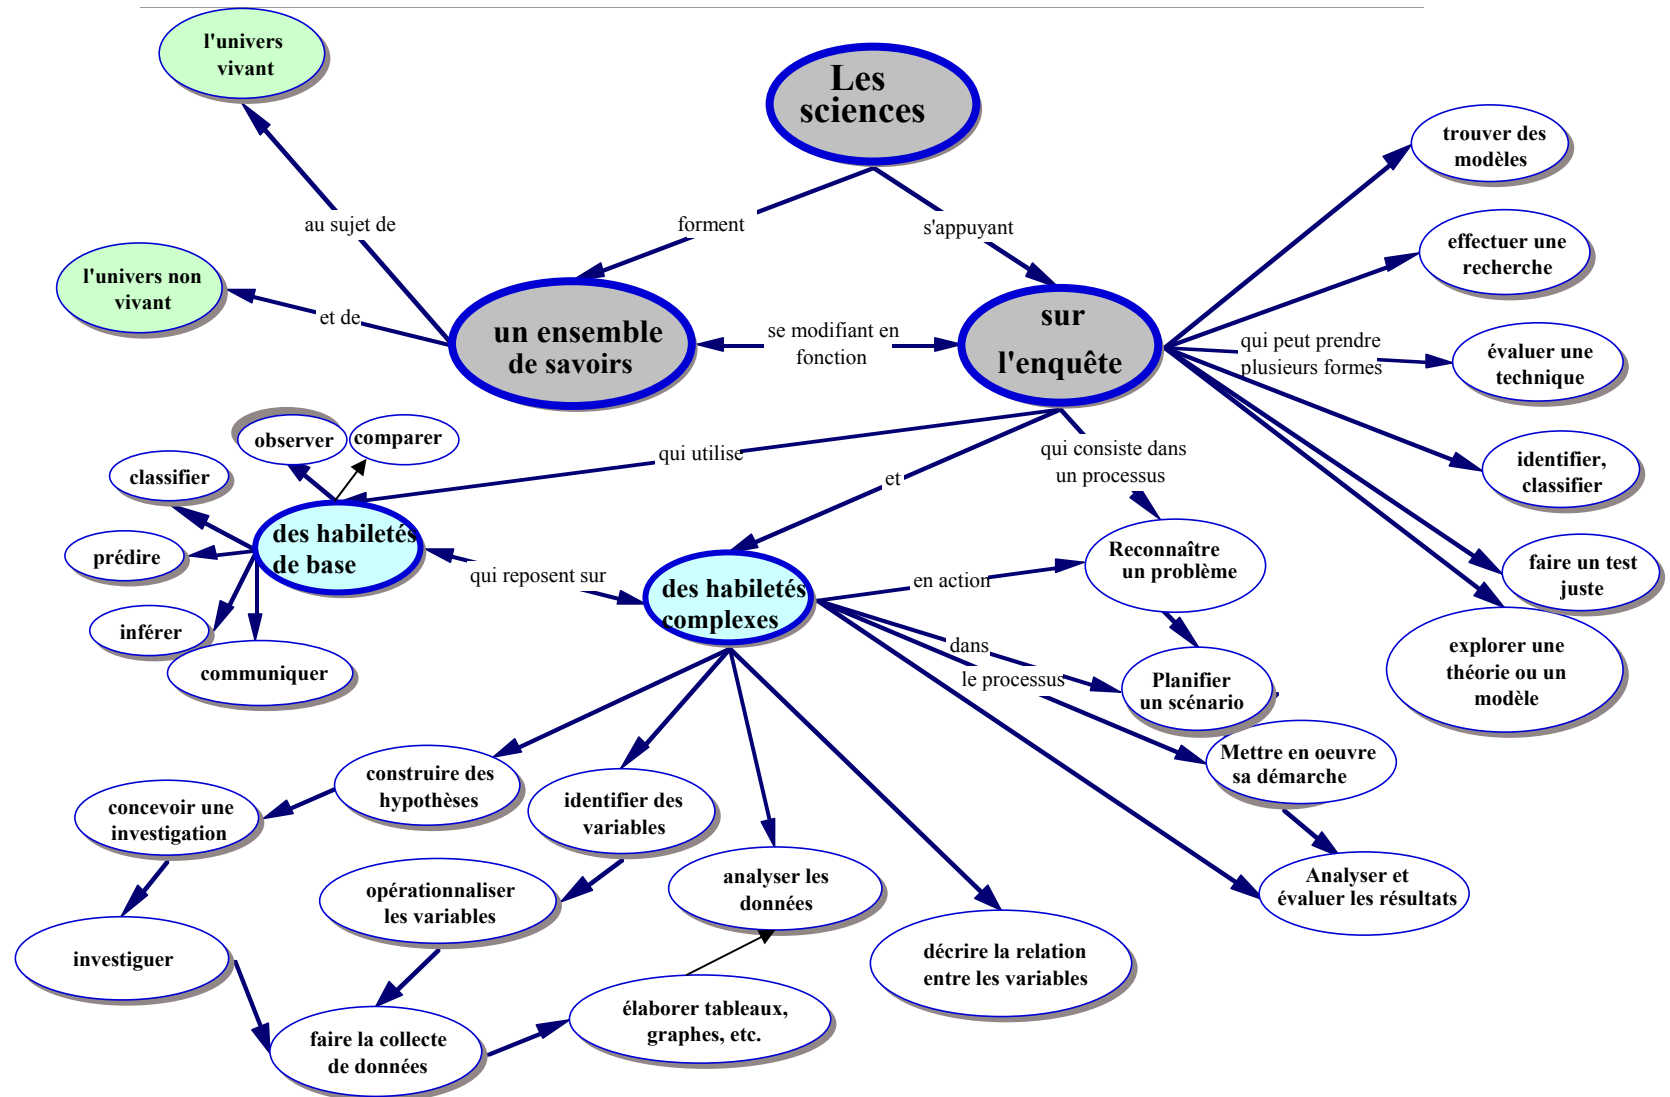 l'univers
vivant
Les
sciences
trouver des
modèles
au sujet de
forment
s'appuyant
effectuer une
recherche
l'univers non
vivant
et de
un ensemble
de savoirs
se modifiant en
fonction
sur
l'enquête
qui peut prendre
plusieurs formes
évaluer une
technique
observer
comparer
classifier
qui utilise
et
qui consiste dans
un processus
identifier,
classifier
prédire
des habiletés
de base
qui reposent sur
des habiletés
complexes
en action
Reconnaître
un problème
faire un test
juste
inférer
communiquer
dans
le processus
Planifier
un scénario
explorer une
théorie ou un
modèle
Mettre en oeuvre
sa démarche
construire des
hypothèses
identifier des
variables
concevoir une
investigation
opérationnaliser
les variables
analyser les
données
Analyser et
évaluer les résultats
investiguer
décrire la relation
entre les variables
élaborer tableaux,
graphes, etc.
faire la collecte
de données